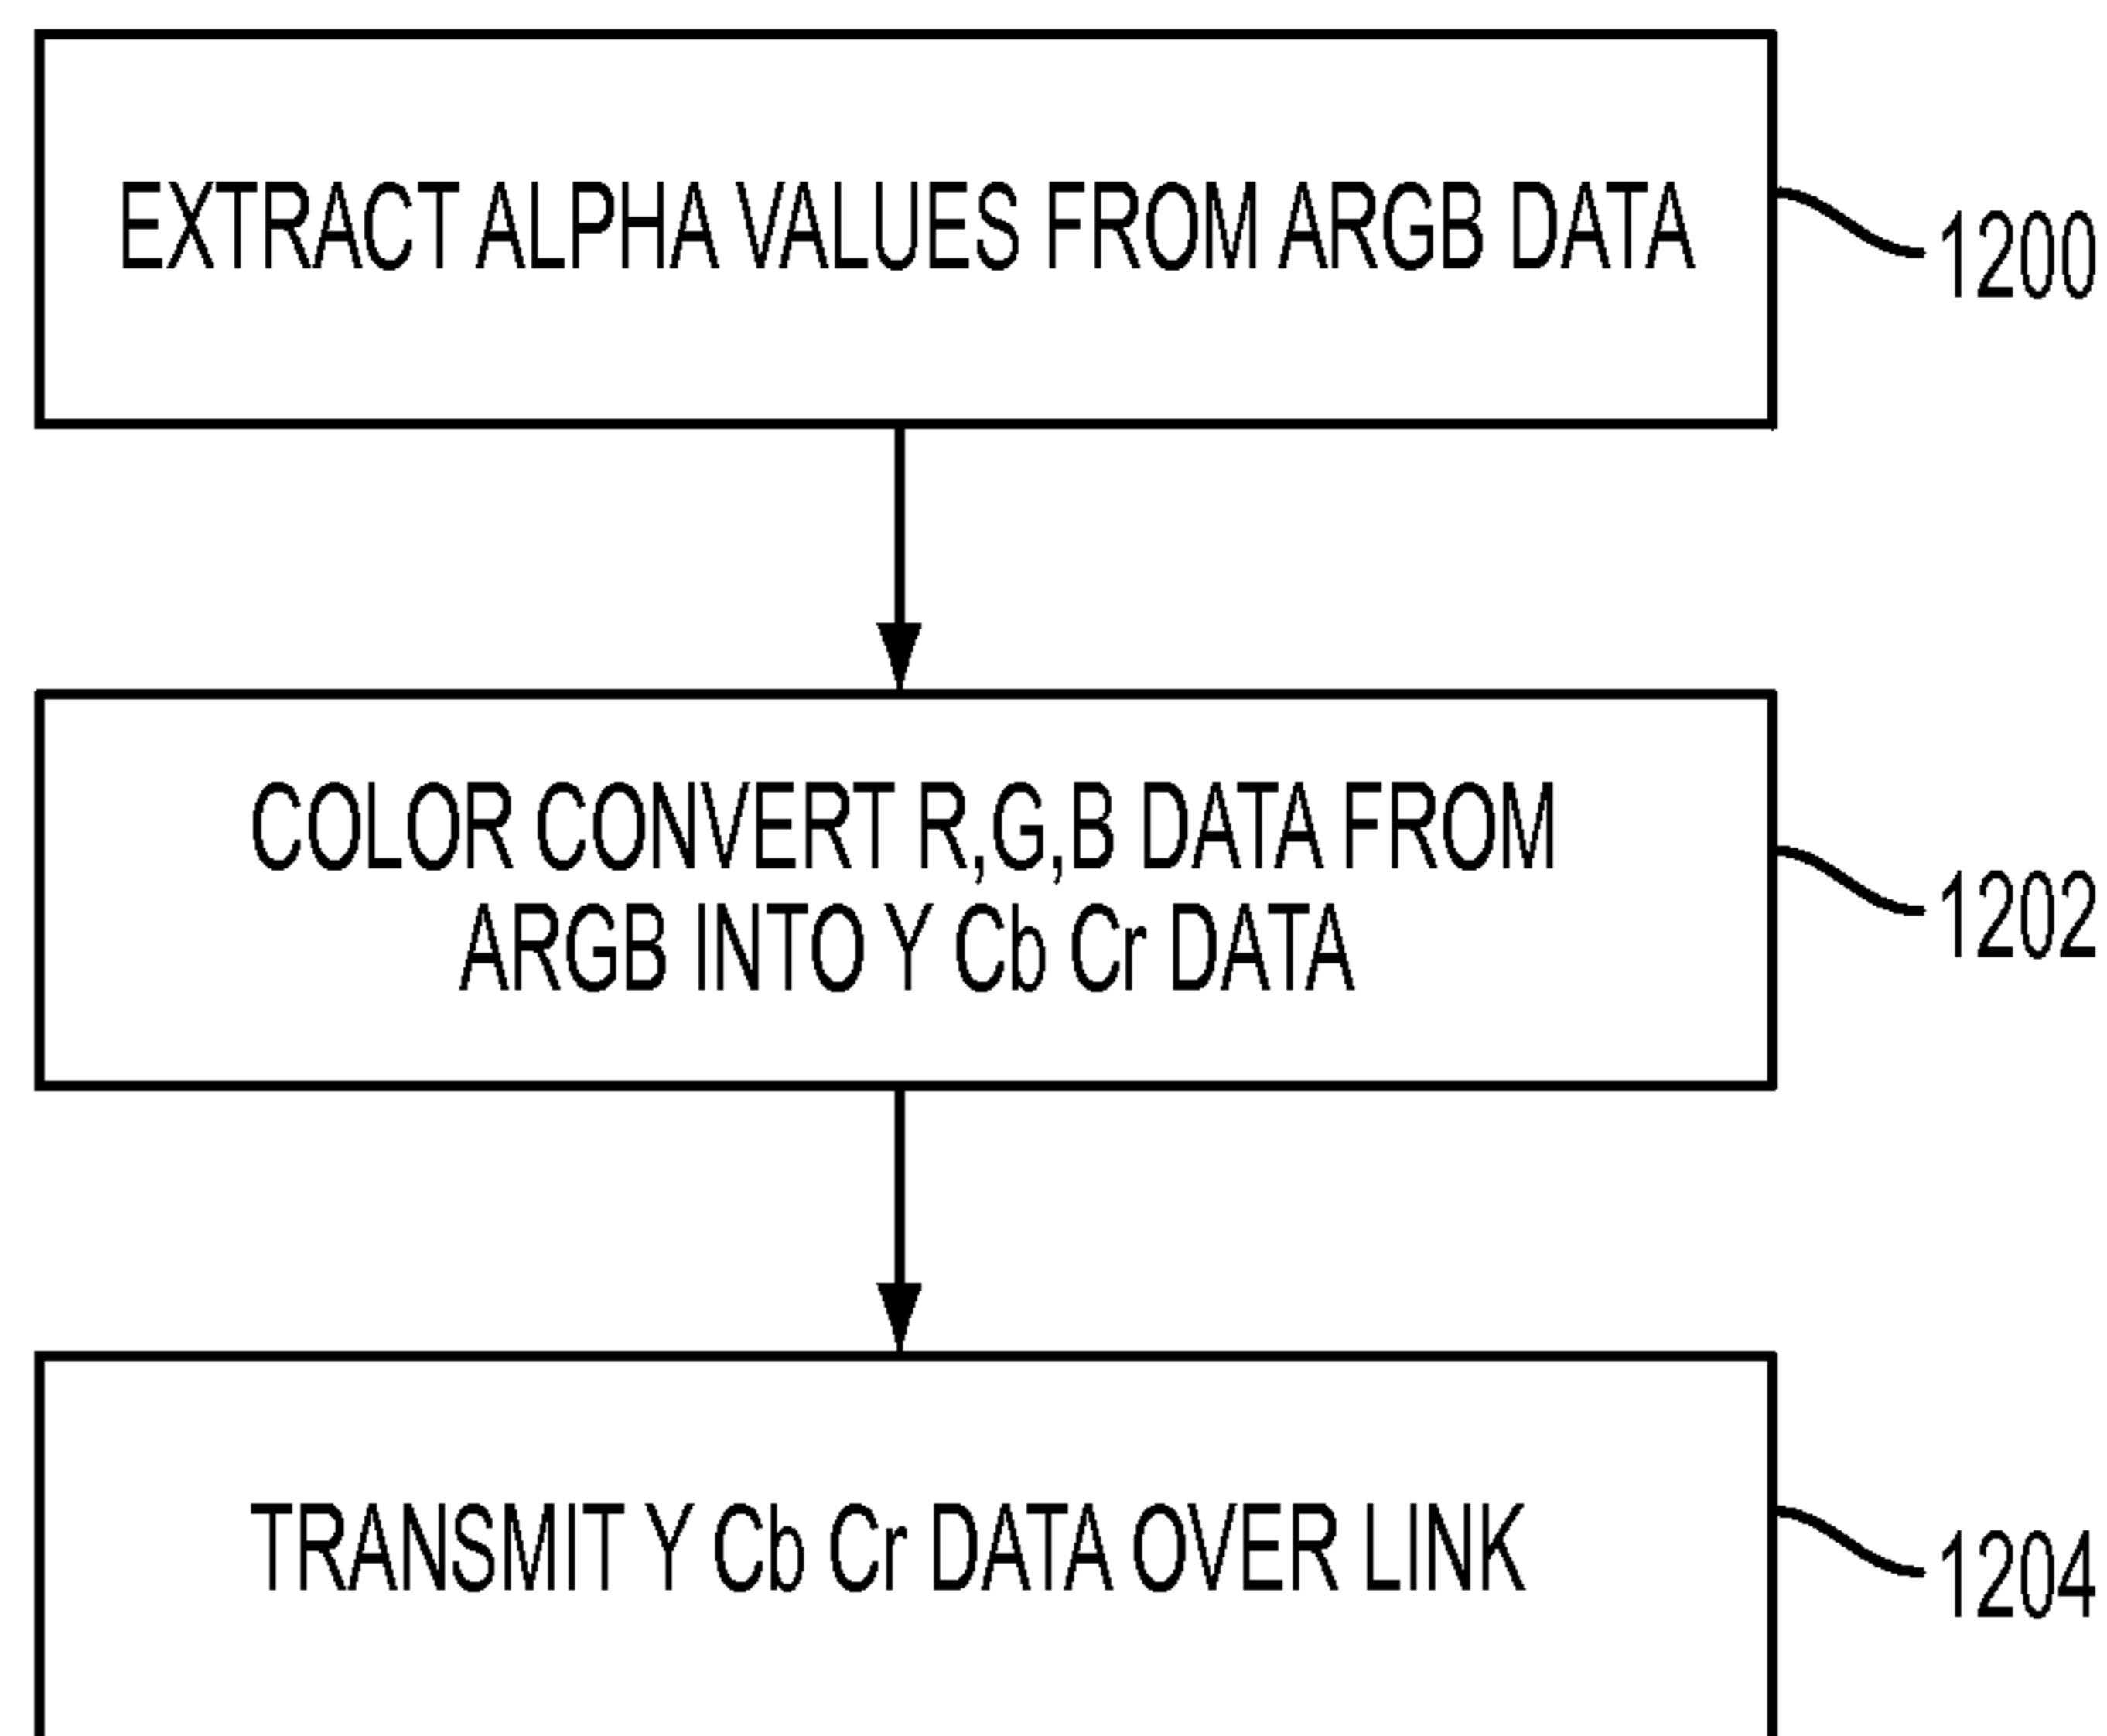 EXTRACT ALPHA VALUES FROM ARGB DATA
1200
COLOR CONVERT R,G,B DATA FROM
ARGB INTO Y Cb Cr DATA
1202
TRANSMIT Y Cb Cr DATA OVER LINK
1204